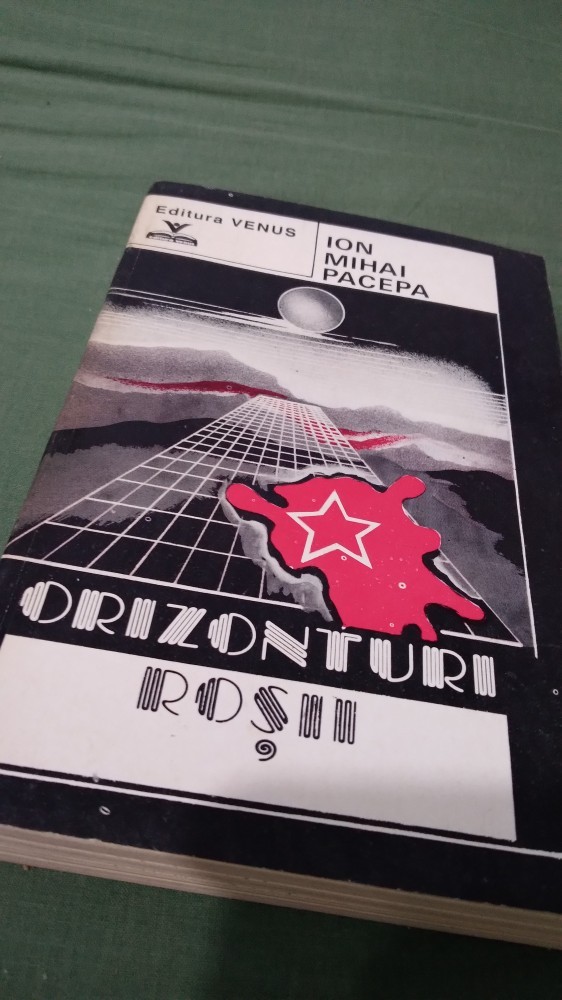 Editura VENUS
ION
MIHAI
PACEPA
ORIZONTURI
ROȘII